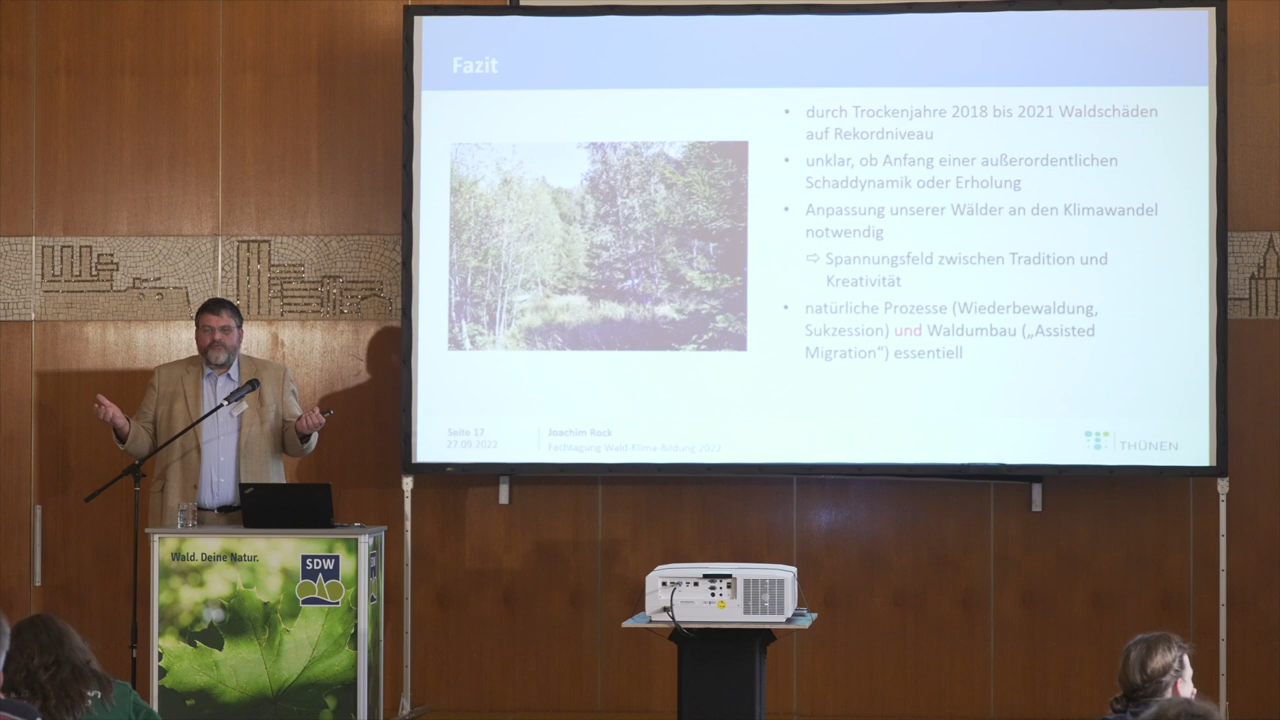 Fazit
• durch Trockenjahre 2018 bis 2021 Waldschäden
auf Rekordniveau
• unklar, ob Anfang einer außerordentlichen
Schaddynamik oder Erholung
• Anpassung unserer Wälder an den Klimawandel
notwendig
⇨ Spannungsfeld zwischen Tradition und
Kreativität
• natürliche Prozesse (Wiederbewaldung,
Sukzession) und Waldumbau („Assisted
Migration“) essentiell
Seite 17
27.09.2022
Joachim Rock
Fachtagung Wald-Klima-Bildung 2022
THÜNEN
Wald. Deine Natur.
SDW